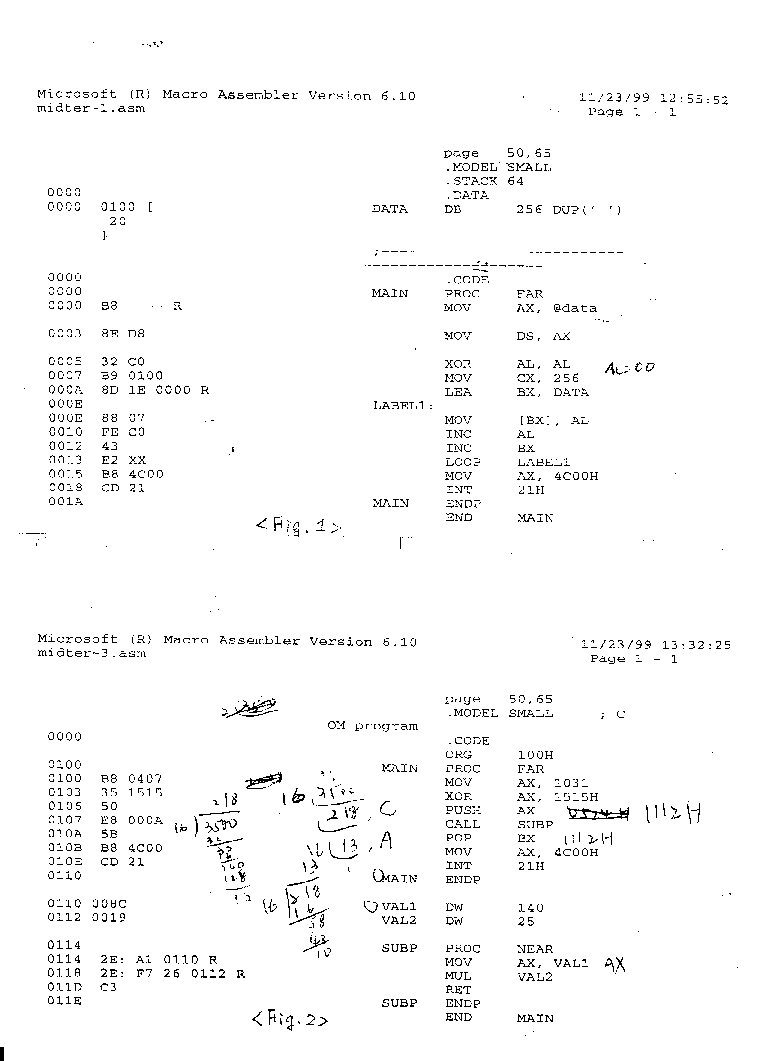 Microsoft (R) Macro Assembler Version 6.10 11/23/99 12:55:52
midter-1.asm Page 1 - 1
page 50,65
.MODEL SMALL
.STACK 64
0000 .DATA
0000 0100 [ DATA DB 256 DUP(' ')
20
]
;---- -----------
---------------------
0000 .CODE
0000 MAIN PROC FAR
0000 B8 ---- R MOV AX, @data
0003 8E D8 MOV DS, AX
0005 32 C0 XOR AL, AL AL=00
0007 B9 0100 MOV CX, 256
000A 8D 1E 0000 R LEA BX, DATA
000E LABEL1:
000E 88 07 MOV [BX], AL
0010 FE C0 INC AL
0012 43 INC BX
0013 E2 XX LOOP LABEL1
0015 B8 4C00 MOV AX, 4C00H
0018 CD 21 INT 21H
001A MAIN ENDP
END MAIN
<Fig. 1>
Microsoft (R) Macro Assembler Version 6.10 11/23/99 13:32:25
midter-3.asm Page 1 - 1
page 50,65
.MODEL SMALL ; C
OM program
0000 .CODE
ORG 100H
0100 MAIN PROC FAR
0100 B8 0407 MOV AX, 1031
0103 35 1515 XOR AX, 1515H
0106 50 PUSH AX 1112H
0107 E8 000A CALL SUBP
010A 5B POP BX 1112H
010B B8 4C00 MOV AX, 4C00H
010E CD 21 INT 21H
0110 MAIN ENDP
0110 008C VAL1 DW 140
0112 0019 VAL2 DW 25
0114 SUBP PROC NEAR
0114 2E: A1 0110 R MOV AX, VAL1 AX
0118 2E: F7 26 0112 R MUL VAL2
011D C3 RET
011E SUBP ENDP
END MAIN
<Fig. 2>
218
16 3500
218, C
16 13, A
16 218